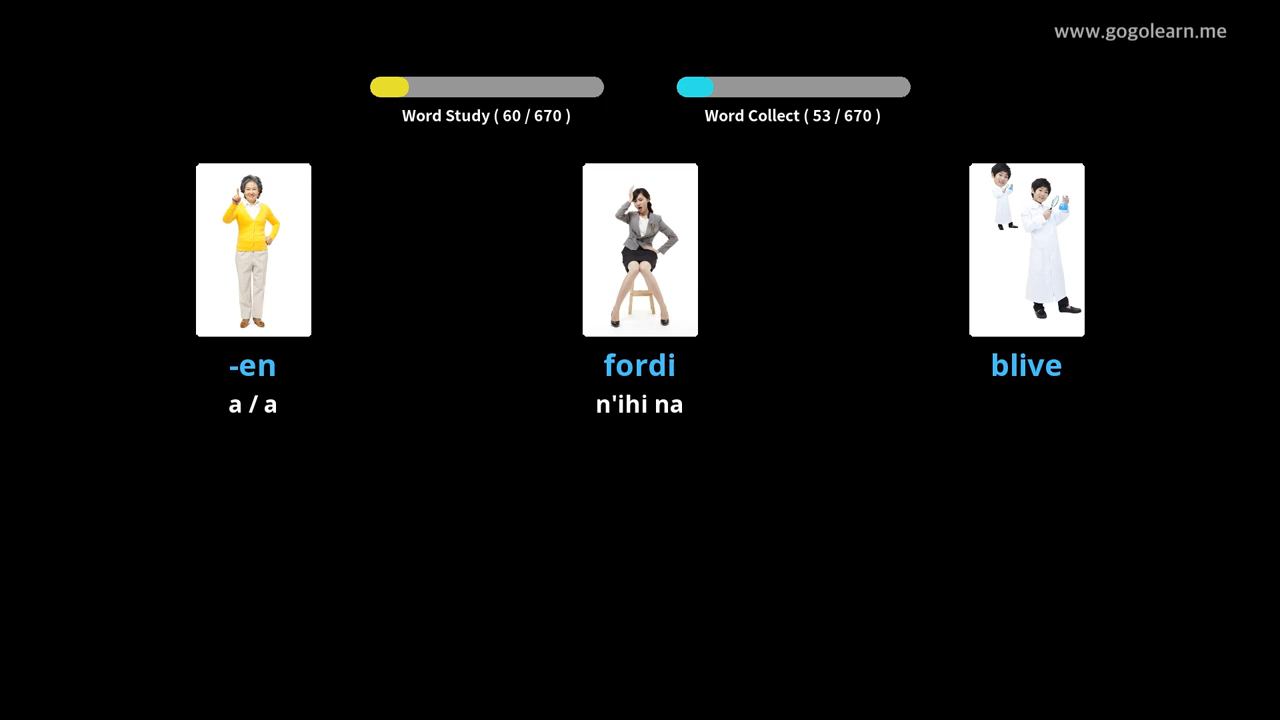 www.gogolearn.me
Word Study ( 60 / 670 )
Word Collect ( 53 / 670 )
-en
fordi
blive
a / a
n'ihi na